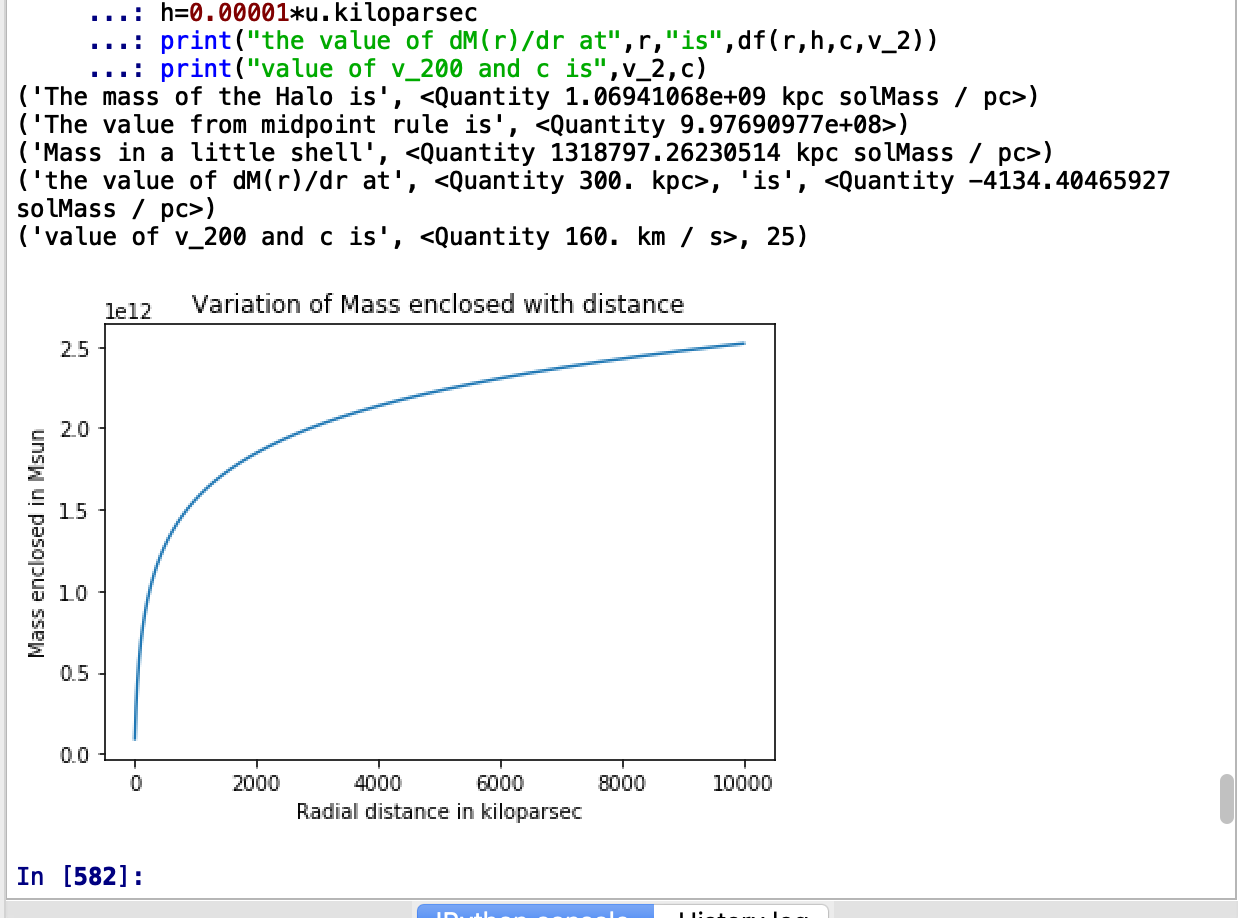 ...: h=0.00001*u.kiloparsec
...: print("the value of dM(r)/dr at",r,"is",df(r,h,c,v_2))
...: print("value of v_200 and c is",v_2,c)
('The mass of the Halo is', <Quantity 1.06941068e+09 kpc solMass / pc>)
('The value from midpoint rule is', <Quantity 9.97690977e+08>)
('Mass in a little shell', <Quantity 1318797.26230514 kpc solMass / pc>)
('the value of dM(r)/dr at', <Quantity 300. kpc>, 'is', <Quantity −4134.40465927
solMass / pc>)
('value of v_200 and c is', <Quantity 160. km / s>, 25)
1e12
Variation of Mass enclosed with distance
2.5
2.0
1.5
1.0
0.5
0.0
Mass enclosed in Msun
0 2000 4000 6000 8000 10000
Radial distance in kiloparsec
In [582]:
IPython console History log